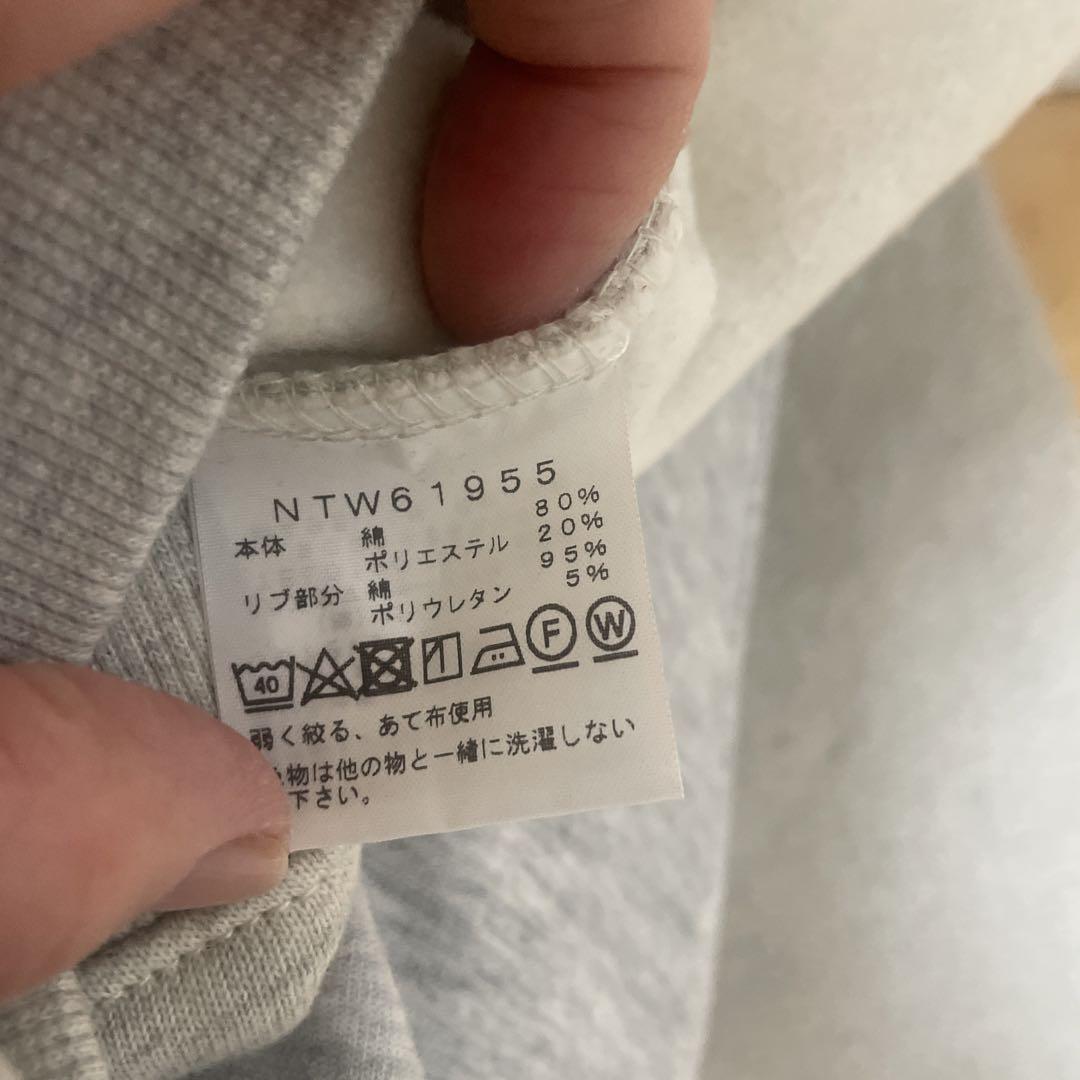 NTW61955
本体 綿 80%
ポリエステル 20%
リブ部分 綿 95%
ポリウレタン 5%
40 F W
弱く絞る、あて布使用
物は他の物と一緒に洗濯しない
下さい。